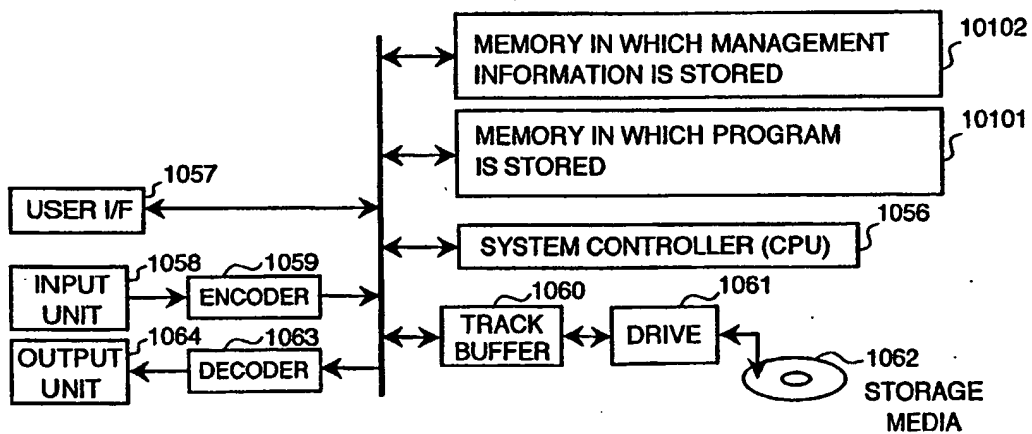 MEMORY IN WHICH MANAGEMENT
INFORMATION IS STORED
10102
MEMORY IN WHICH PROGRAM
IS STORED
10101
USER I/F
1057
SYSTEM CONTROLLER (CPU)
1056
INPUT
UNIT
1058
ENCODER
1059
TRACK
BUFFER
1060
DRIVE
1061
OUTPUT
UNIT
1064
DECODER
1063
1062
STORAGE
MEDIA